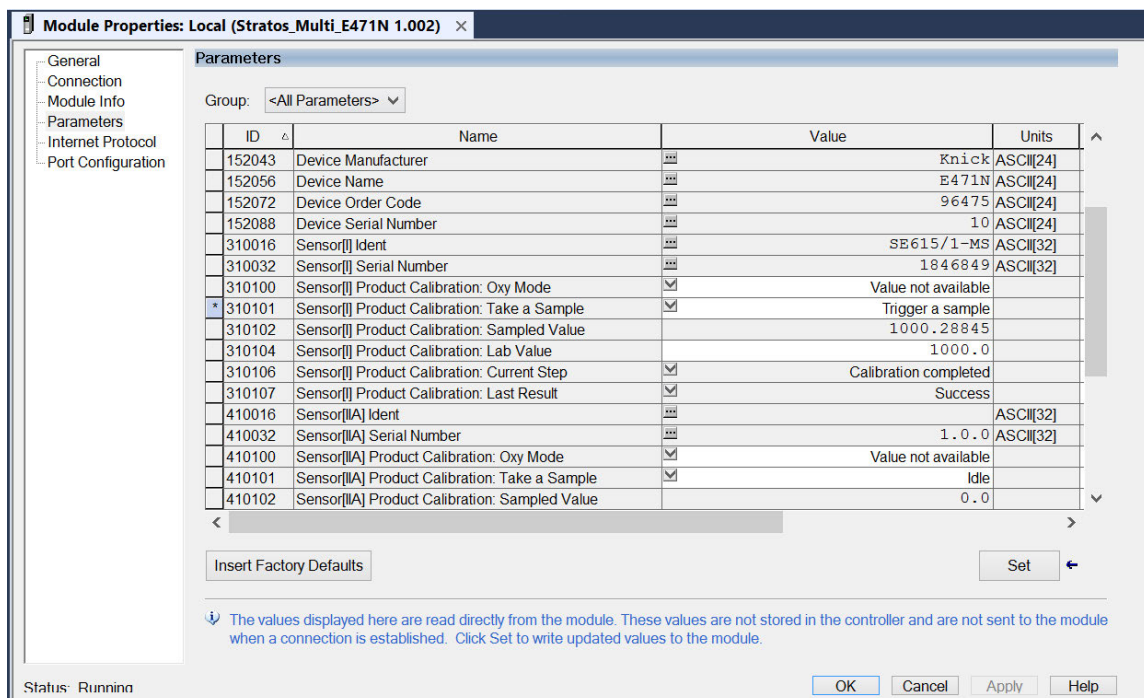 Module Properties: Local (Stratos_Multi_E471N 1.002) ×
General
Connection
Module Info
Parameters
Internet Protocol
Port Configuration
Parameters
Group: <All Parameters>
ID Name Value Units
152043 Device Manufacturer Knick ASCII[24]
152056 Device Name E471N ASCII[24]
152072 Device Order Code 96475 ASCII[24]
152088 Device Serial Number 10 ASCII[24]
310016 Sensor[I] Ident SE615/1-MS ASCII[32]
310032 Sensor[I] Serial Number 1846849 ASCII[32]
310100 Sensor[I] Product Calibration: Oxy Mode Value not available
* 310101 Sensor[I] Product Calibration: Take a Sample Trigger a sample
310102 Sensor[I] Product Calibration: Sampled Value 1000.28845
310104 Sensor[I] Product Calibration: Lab Value 1000.0
310106 Sensor[I] Product Calibration: Current Step Calibration completed
310107 Sensor[I] Product Calibration: Last Result Success
410016 Sensor[IIA] Ident ASCII[32]
410032 Sensor[IIA] Serial Number 1.0.0 ASCII[32]
410100 Sensor[IIA] Product Calibration: Oxy Mode Value not available
410101 Sensor[IIA] Product Calibration: Take a Sample Idle
410102 Sensor[IIA] Product Calibration: Sampled Value 0.0
Insert Factory Defaults Set
The values displayed here are read directly from the module. These values are not stored in the controller and are not sent to the module
when a connection is established. Click Set to write updated values to the module.
Status: Running OK Cancel Apply Help